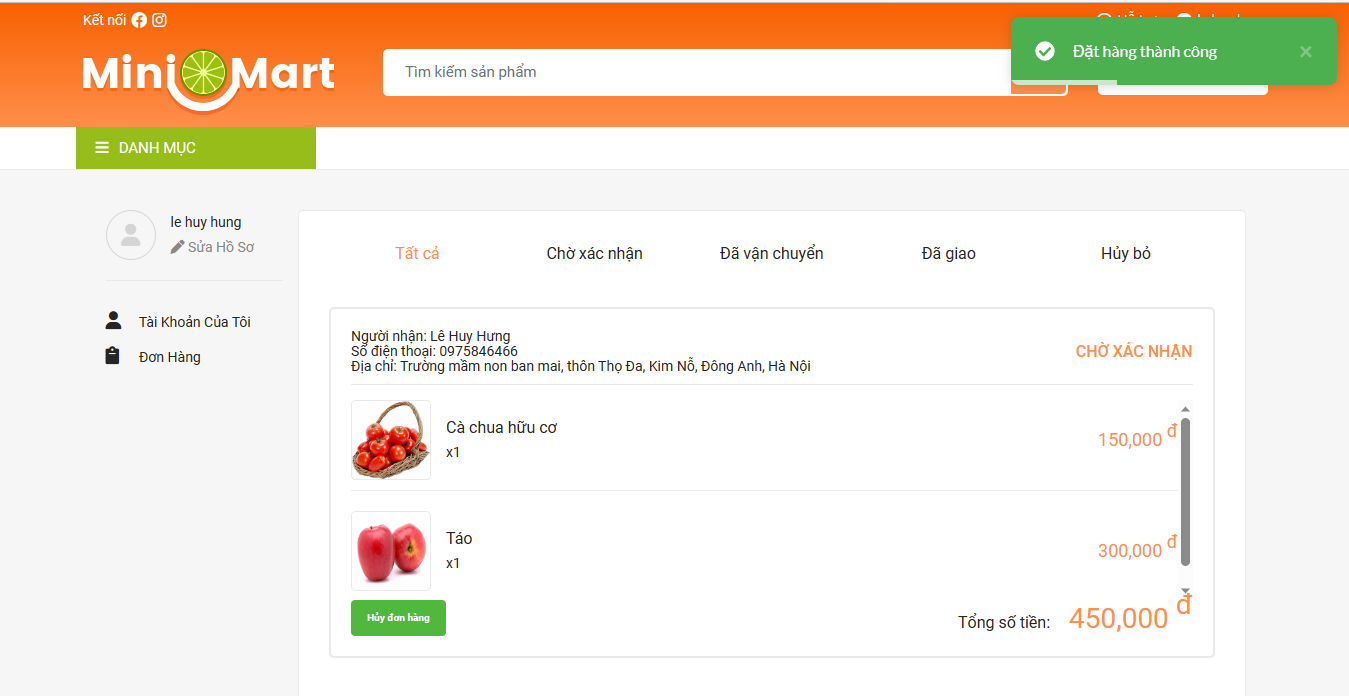 Kết nối
Mini Mart
Tìm kiếm sản phẩm
Đặt hàng thành công
DANH MỤC
le huy hung
Sửa Hồ Sơ
Tài Khoản Của Tôi
Đơn Hàng
Tất cả
Chờ xác nhận
Đã vận chuyển
Đã giao
Hủy bỏ
Người nhận: Lê Huy Hưng
Số điện thoại: 0975846466
Địa chỉ: Trường mầm non ban mai, thôn Thọ Đa, Kim Nỗ, Đông Anh, Hà Nội
CHỜ XÁC NHẬN
Cà chua hữu cơ
x1
150,000 đ
Táo
x1
300,000 đ
Hủy đơn hàng
Tổng số tiền: 450,000 đ